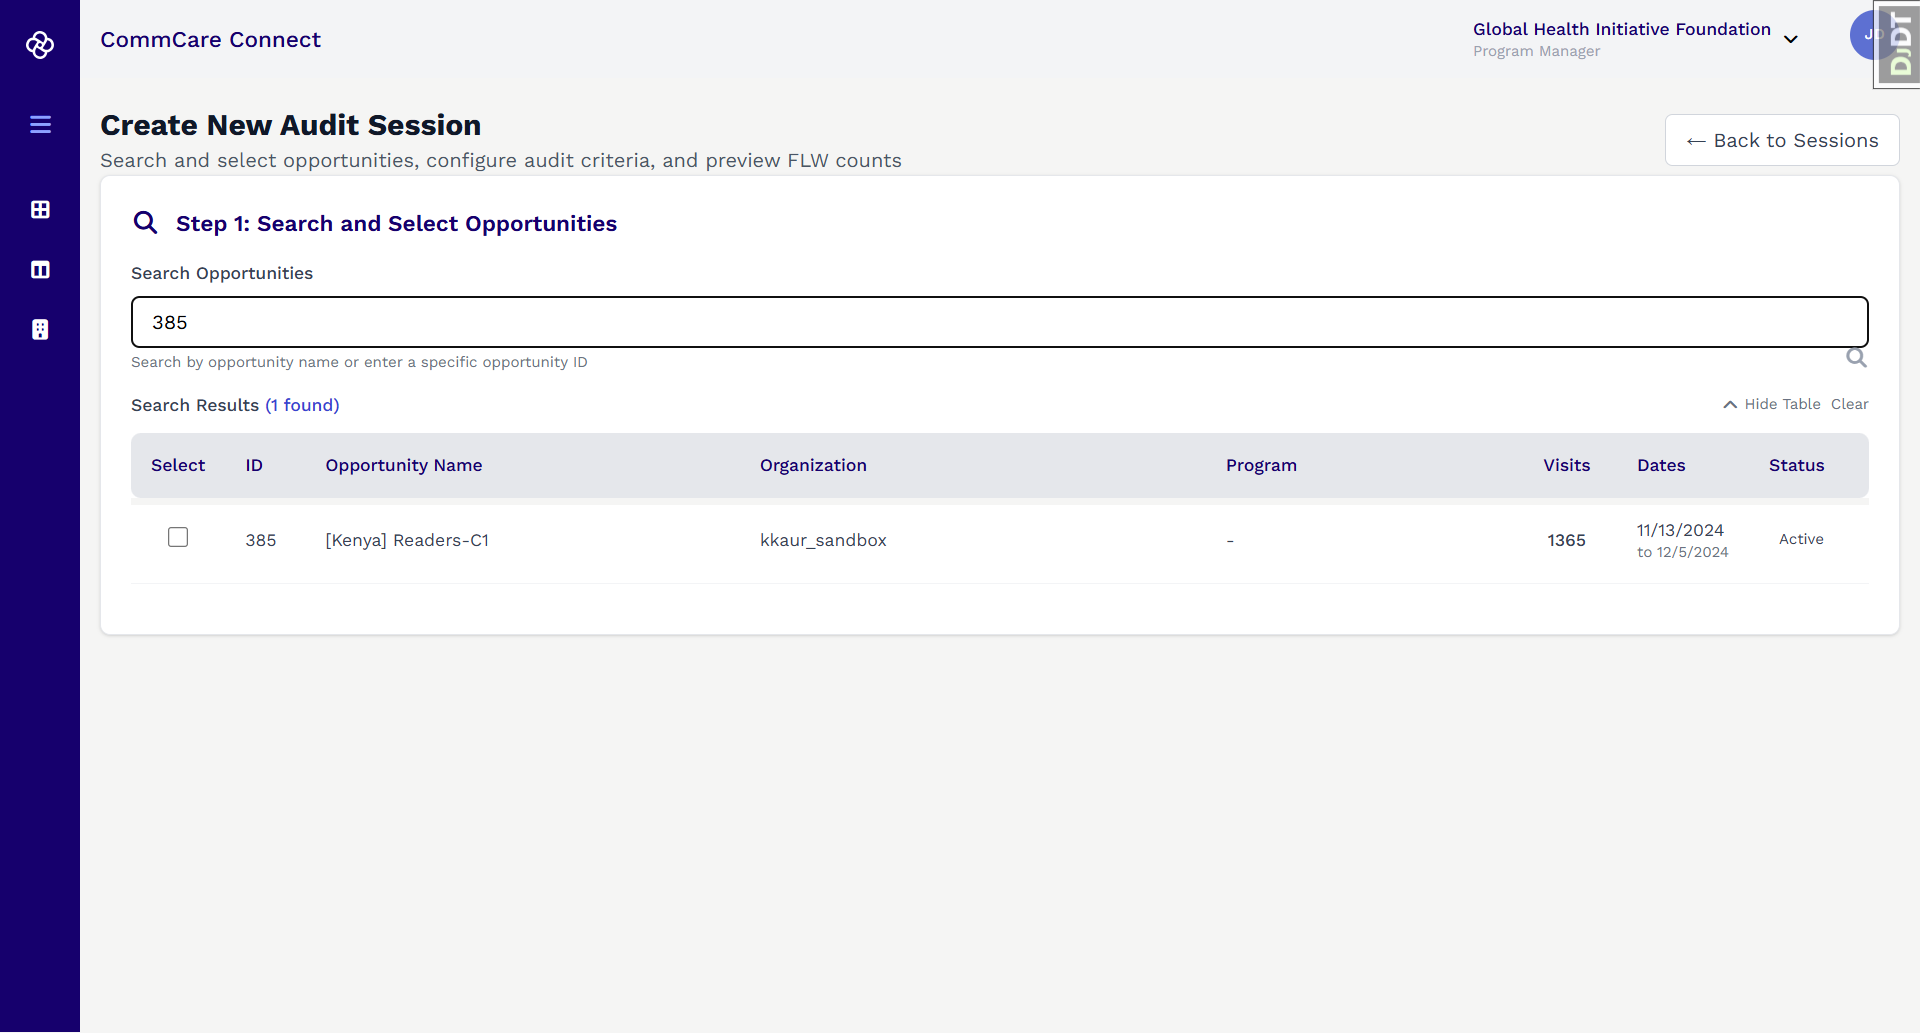 CommCare Connect
Global Health Initiative Foundation
Program Manager
JD
DjDT
Create New Audit Session
Search and select opportunities, configure audit criteria, and preview FLW counts
← Back to Sessions
Step 1: Search and Select Opportunities
Search Opportunities
385
Search by opportunity name or enter a specific opportunity ID
Search Results (1 found)
Hide Table Clear
Select ID Opportunity Name Organization Program Visits Dates Status
385 [Kenya] Readers-C1 kkaur_sandbox - 1365 11/13/2024 Active
to 12/5/2024